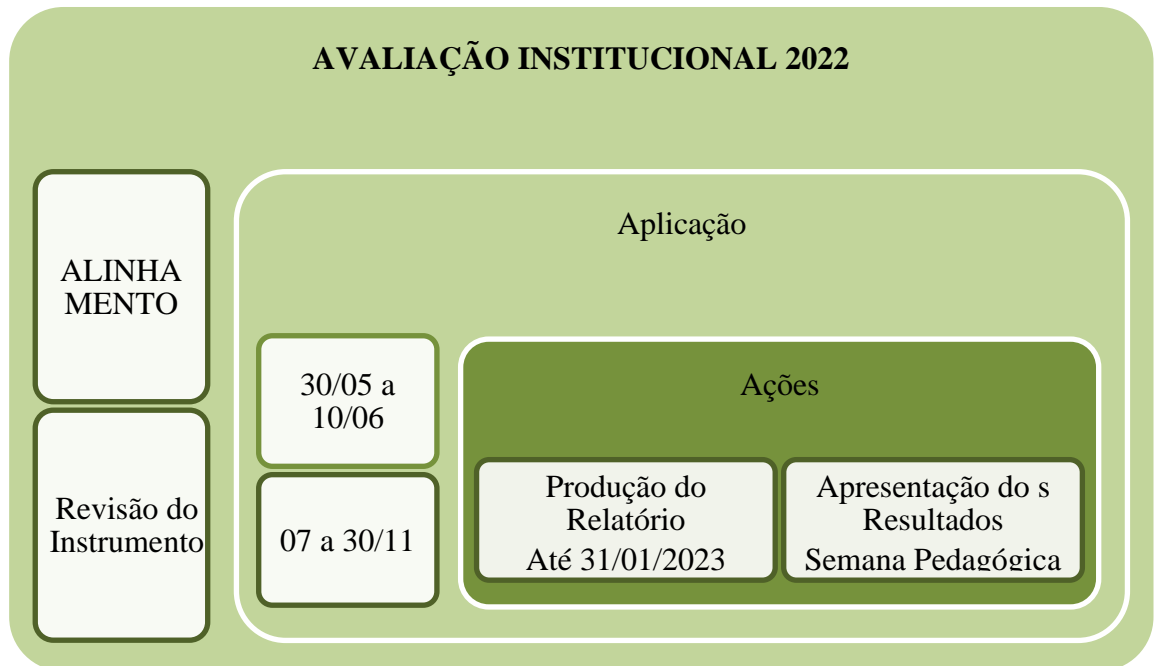 AVALIAÇÃO INSTITUCIONAL 2022
ALINHA
MENTO
Revisão do
Instrumento
Aplicação
30/05 a
10/06
07 a 30/11
Ações
Produção do
Relatório
Até 31/01/2023
Apresentação do s
Resultados
Semana Pedagógica